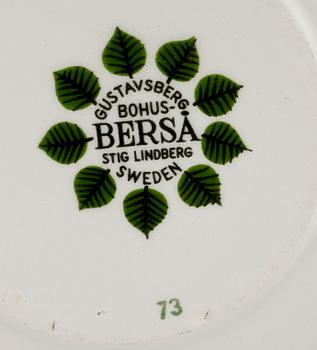 GUSTAVSBERG
BOHUS-
BERSÅ
STIG LINDBERG
SWEDEN
73